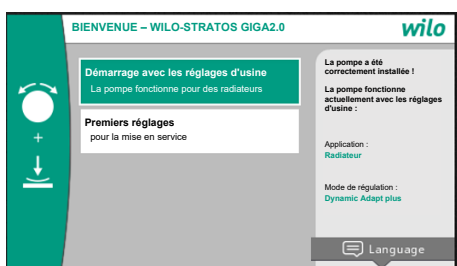 BIENVENUE – WILO-STRATOS GIGA2.0
wilo
Démarrage avec les réglages d'usine
La pompe fonctionne pour des radiateurs
Premiers réglages
pour la mise en service
La pompe a été
correctement installée !
La pompe fonctionne
actuellement avec les réglages
d'usine :
Application :
Radiateur
Mode de régulation :
Dynamic Adapt plus
+
Language